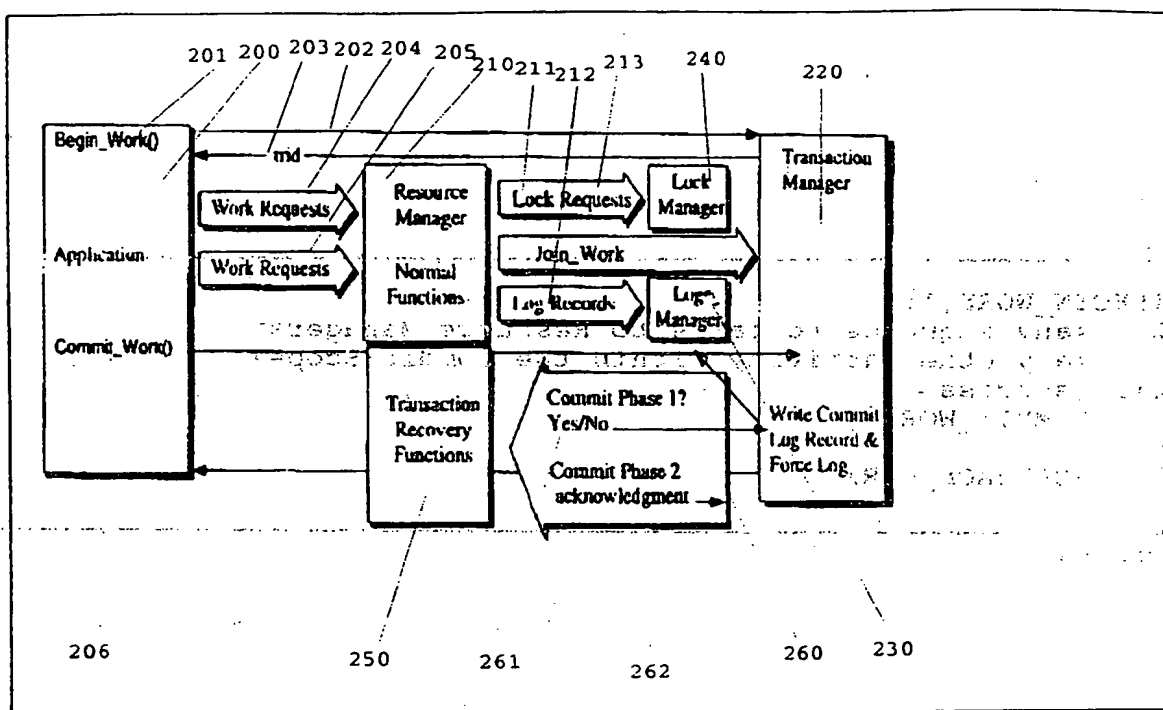 201 200 203 202 204 205 210 211 212 213 240 220
Begin_Work()
trid
Transaction
Manager
Work Requests
Resource
Manager
Lock Requests
Lock
Manager
Application
Work Requests
Normal
Functions
Join_Work
Log Records
Manager
Commit_Work()
Transaction
Recovery
Functions
Commit Phase 1?
Yes/No
Write Commit
Log Record &
Force Log
Commit Phase 2
acknowledgment
206 250 261 262 260 230